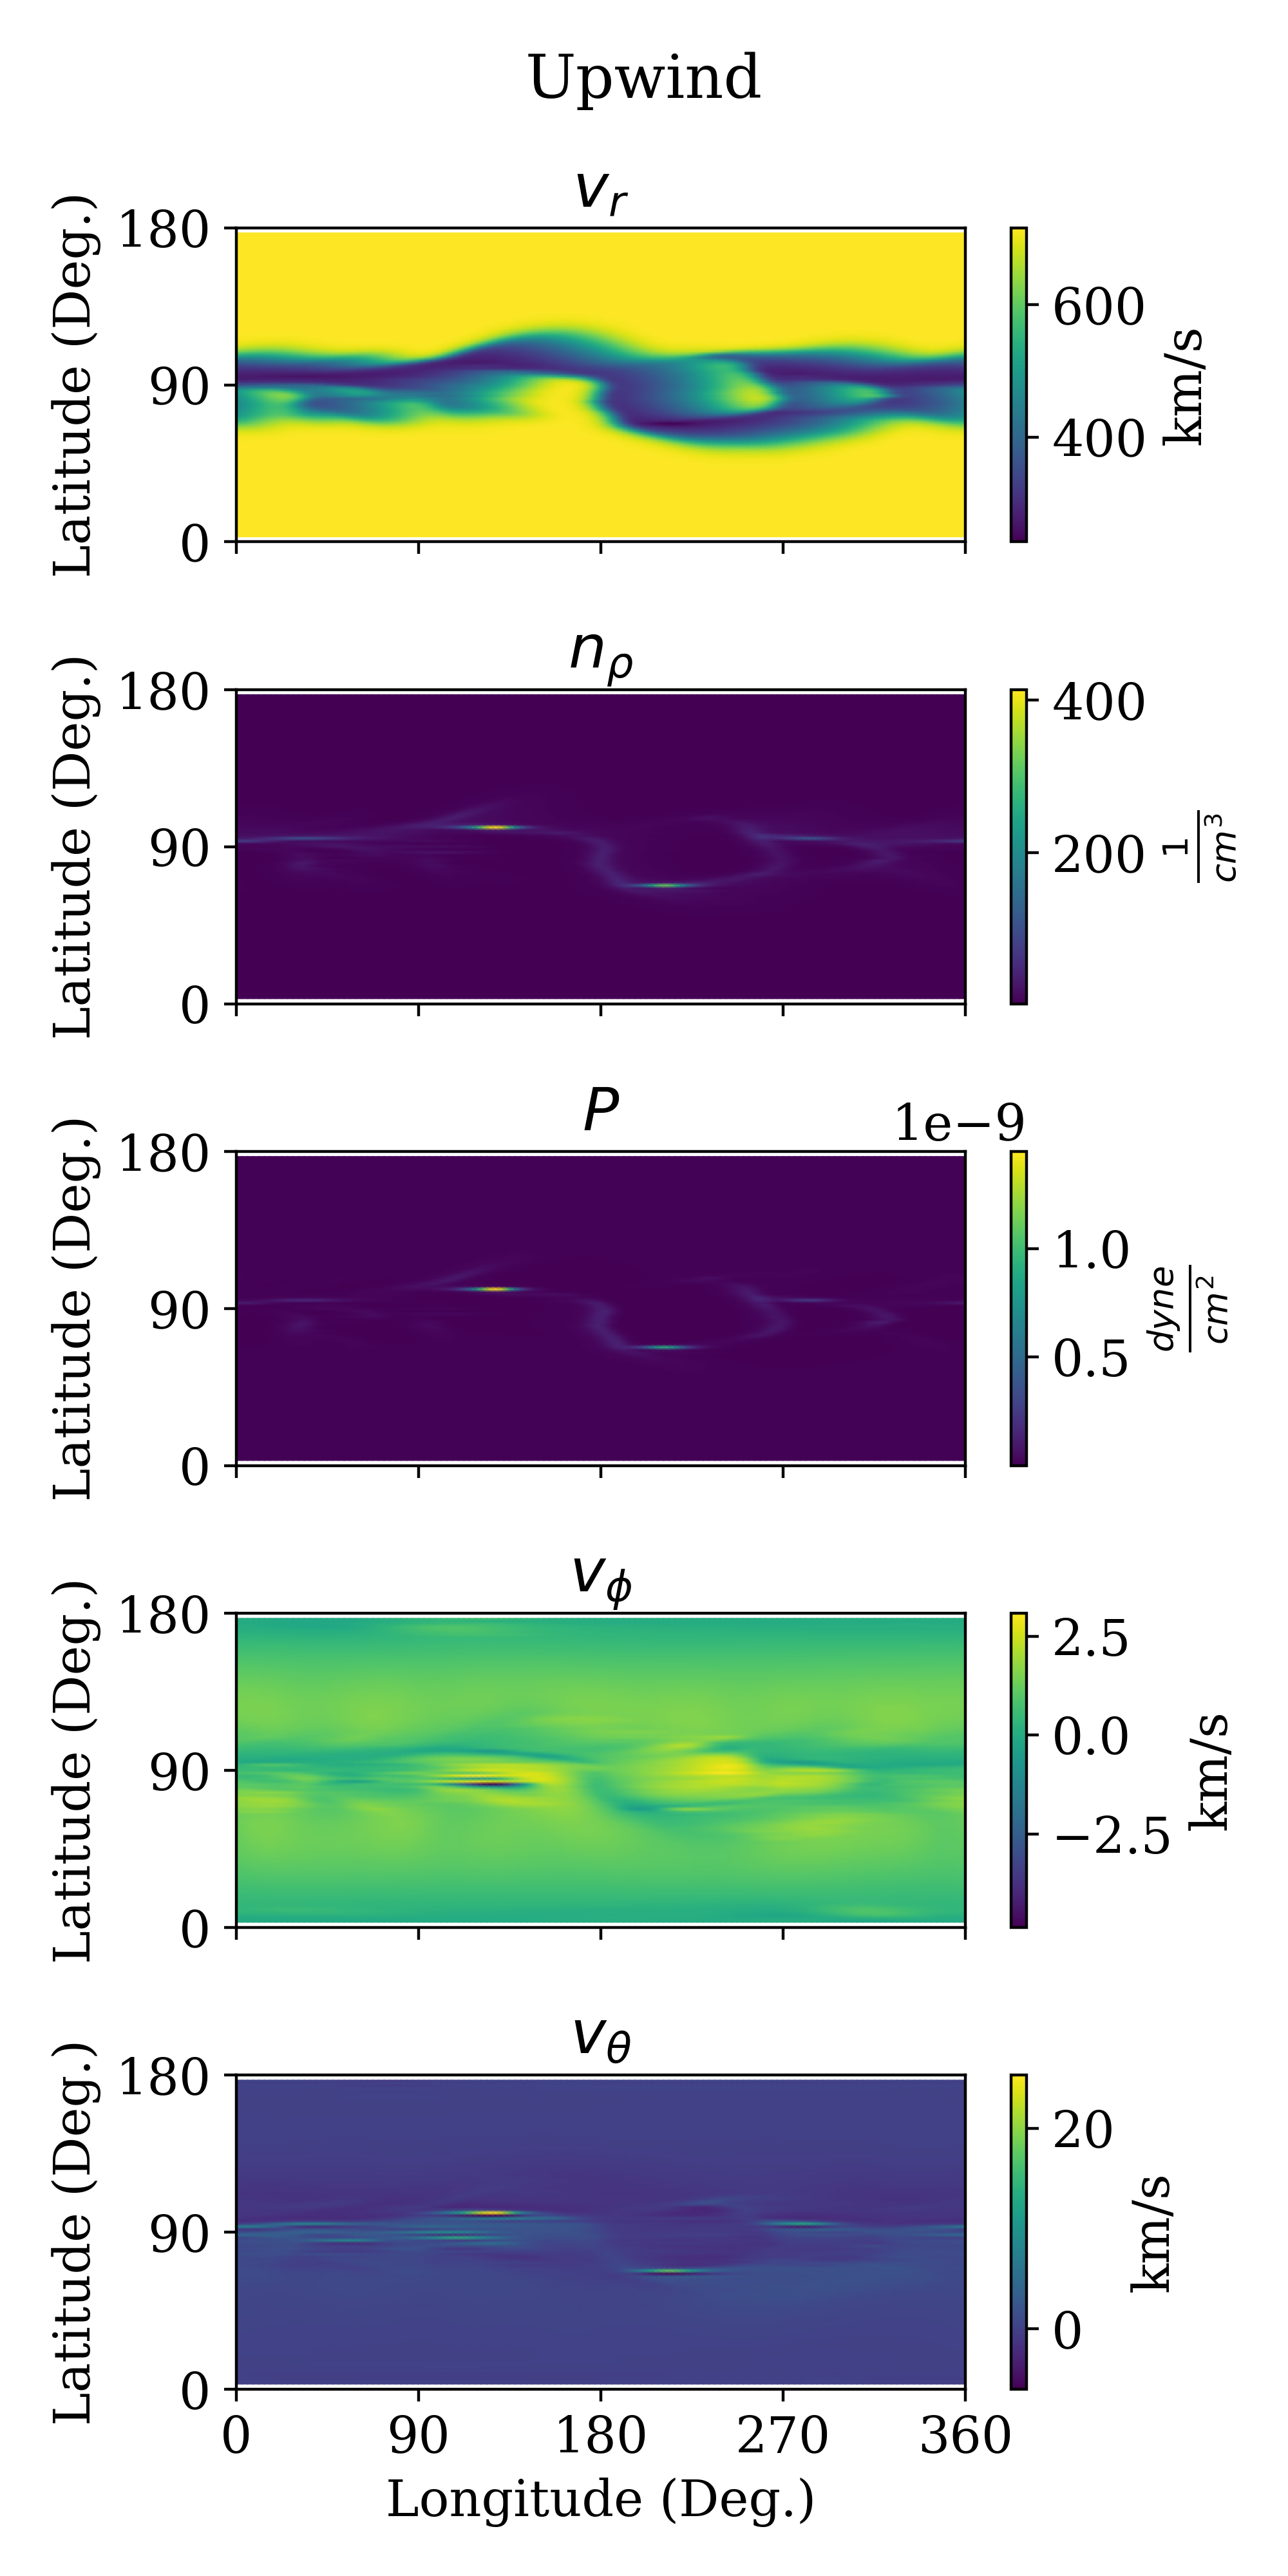 Upwind
v_r
Latitude (Deg.)
180
90
0
600
400
km/s
n_ρ
Latitude (Deg.)
180
90
0
400
200
1/cm^3
P
1e−9
Latitude (Deg.)
180
90
0
1.0
0.5
dyne/cm^2
v_ϕ
Latitude (Deg.)
180
90
0
2.5
0.0
−2.5
km/s
v_θ
Latitude (Deg.)
180
90
0
20
0
km/s
0 90 180 270 360
Longitude (Deg.)